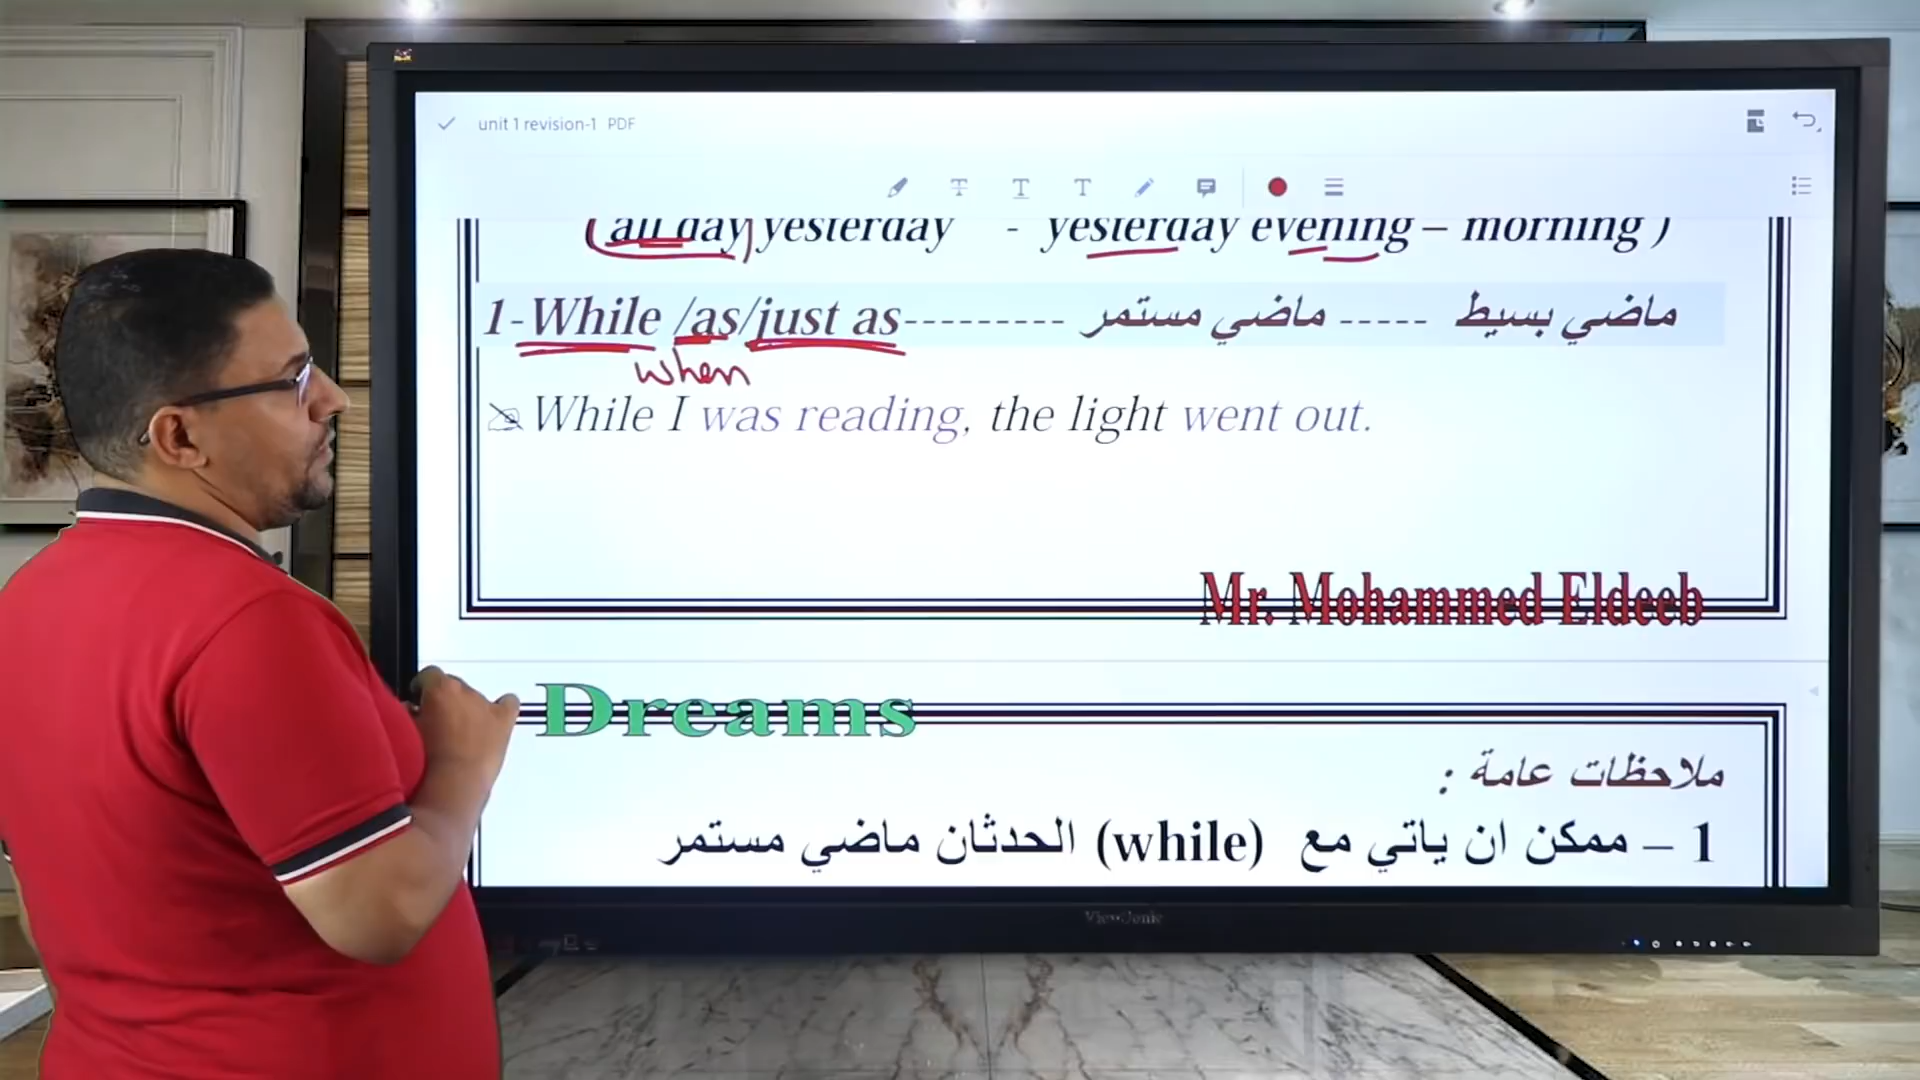 unit 1 revision-1 PDF
( all day) yesterday - yesterday evening – morning )
1-While /as/just as--------- ماضي مستمر ----- ماضي بسيط
when
While I was reading, the light went out.
Mr. Mohammed Eldeeb
Dreams
ملاحظات عامة :
1 – ممكن ان ياتي مع (while) الحدثان ماضي مستمر
ViewSonic